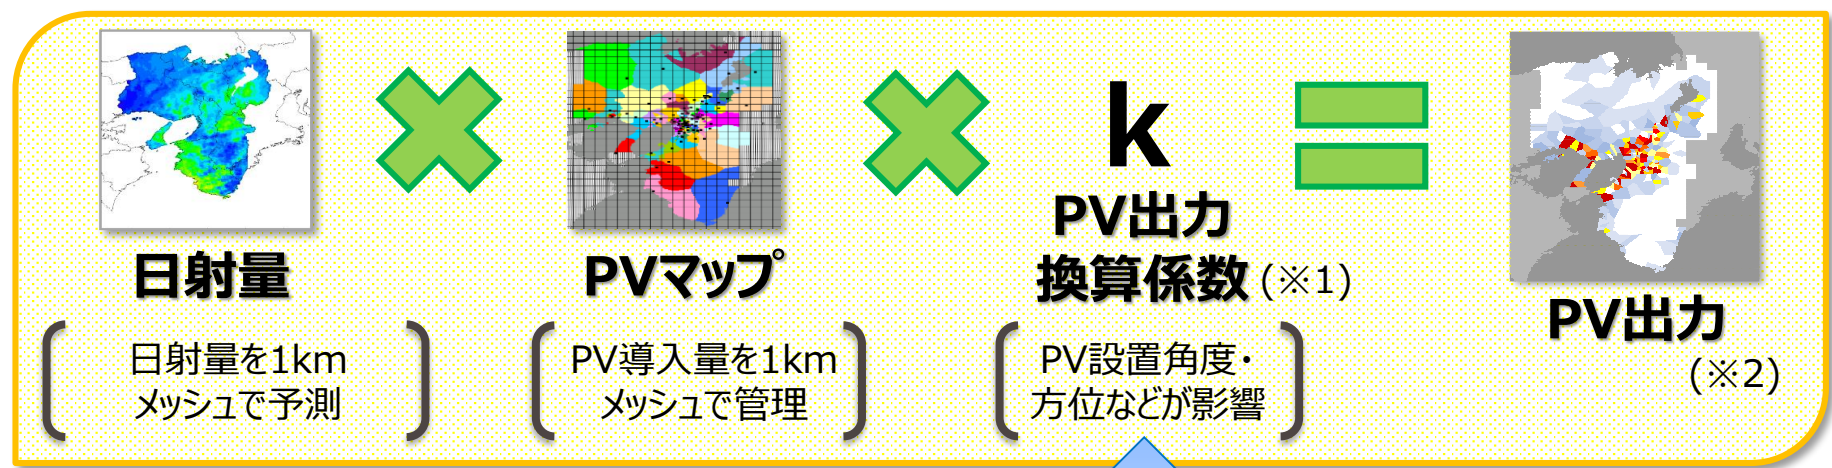 日射量
日射量を1km
メッシュで予測
PVマップ
PV導入量を1km
メッシュで管理
k
PV出力
換算係数(※1)
PV設置角度・
方位などが影響
PV出力
(※2)